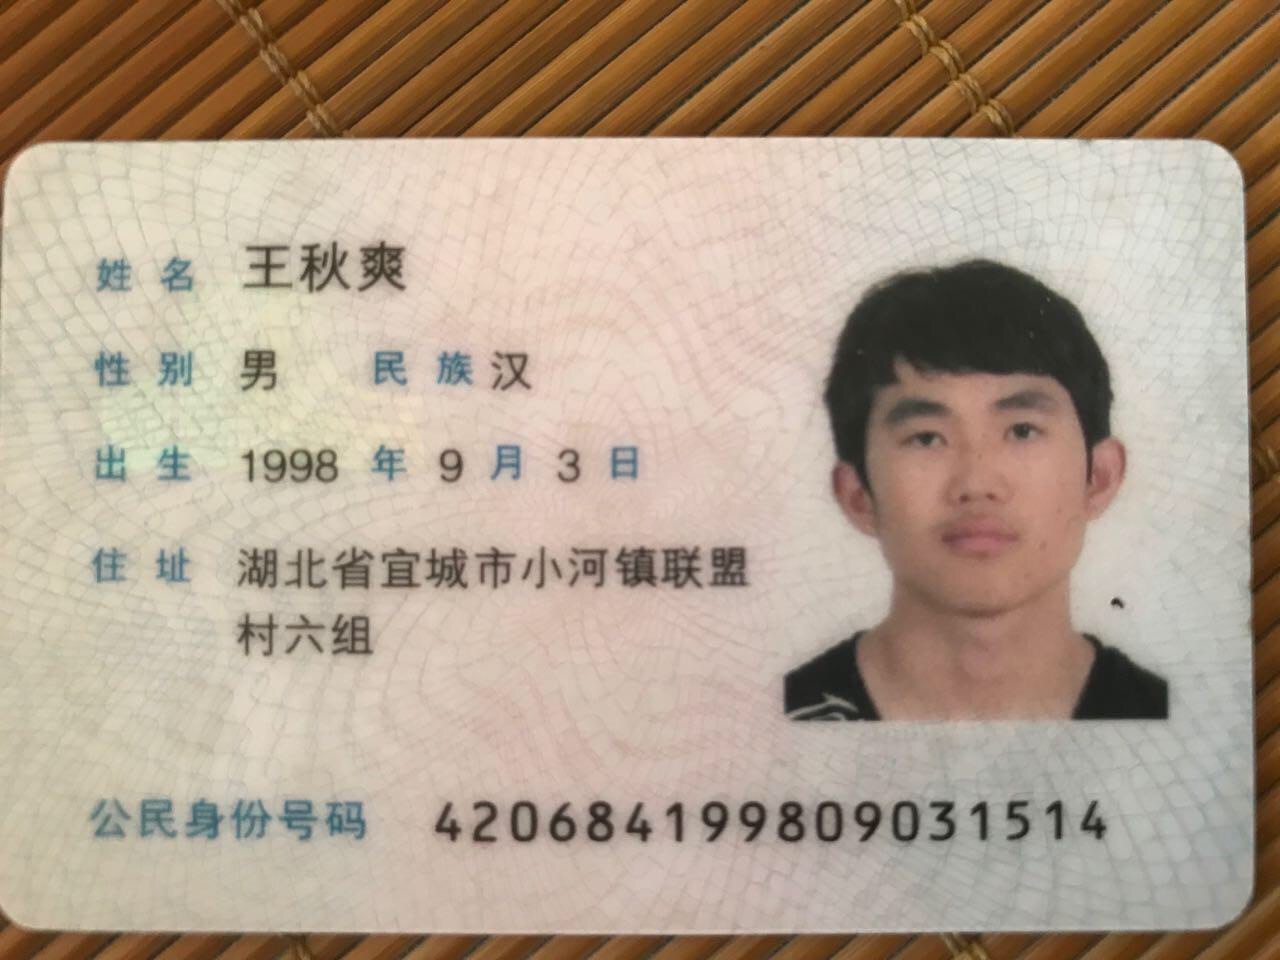 姓名 王秋爽
性别 男 民族 汉
出生 1998 年 9 月 3 日
住址 湖北省宜城市小河镇联盟
村六组
公民身份号码 420684199809031514